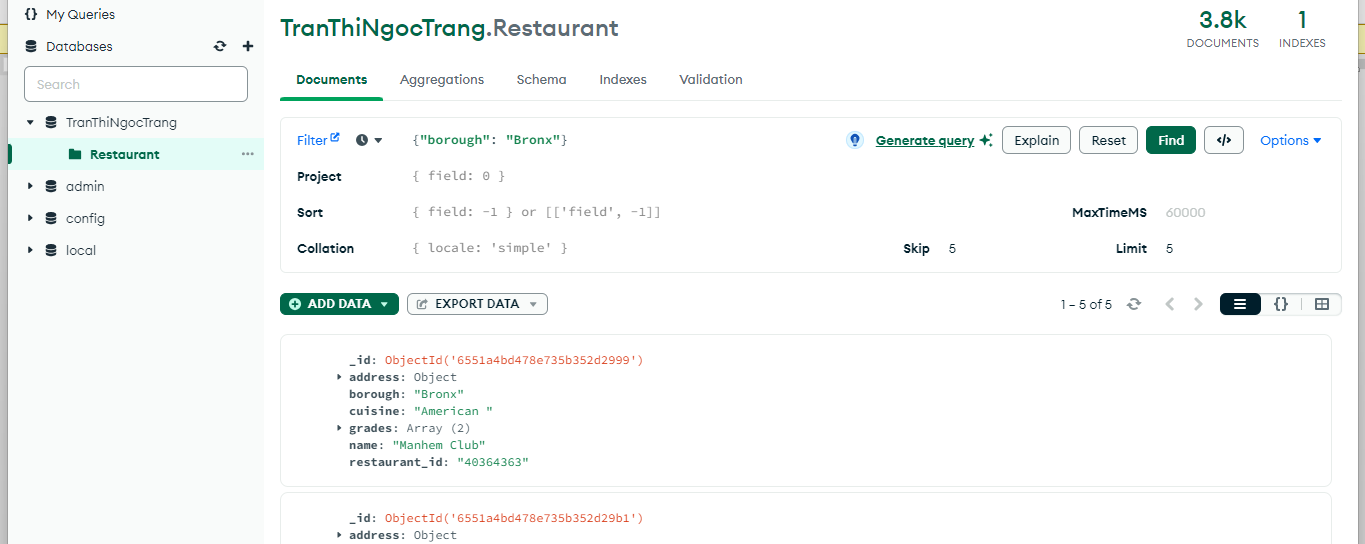 My Queries
Databases
Search
TranThiNgocTrang
Restaurant
admin
config
local
TranThiNgocTrang.Restaurant
3.8k
DOCUMENTS
1
INDEXES
Documents Aggregations Schema Indexes Validation
Filter {"borough": "Bronx"} Generate query Explain Reset Find </> Options
Project { field: 0 }
Sort { field: -1 } or [['field', -1]] MaxTimeMS 60000
Collation { locale: 'simple' } Skip 5 Limit 5
ADD DATA EXPORT DATA 1 – 5 of 5 {}
_id: ObjectId('6551a4bd478e735b352d2999')
address: Object
borough: "Bronx"
cuisine: "American "
grades: Array (2)
name: "Manhem Club"
restaurant_id: "40364363"
_id: ObjectId('6551a4bd478e735b352d29b1')
address: Object